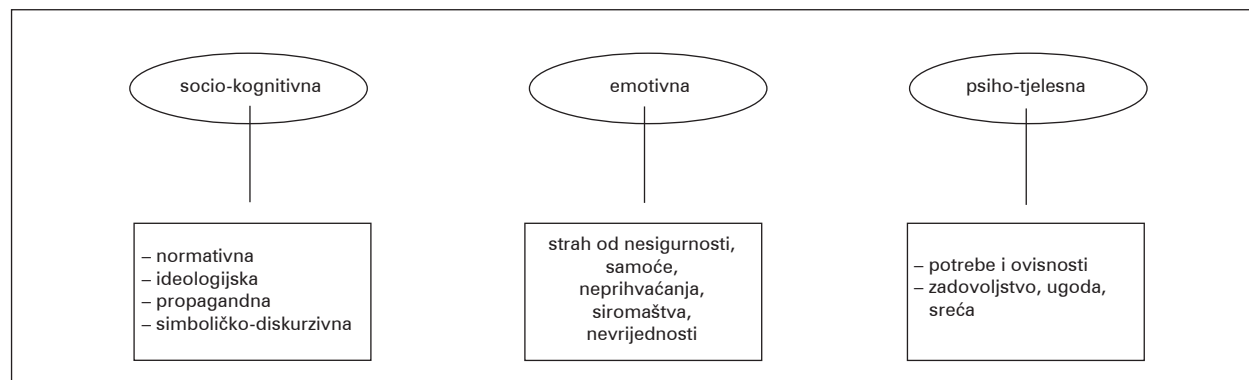 socio-kognitivna
– normativna
– ideologijska
– propagandna
– simboličko-diskurzivna
emotivna
strah od nesigurnosti,
samoće,
neprihvaćanja,
siromaštva,
nevrijednosti
psiho-tjelesna
– potrebe i ovisnosti
– zadovoljstvo, ugoda,
sreća